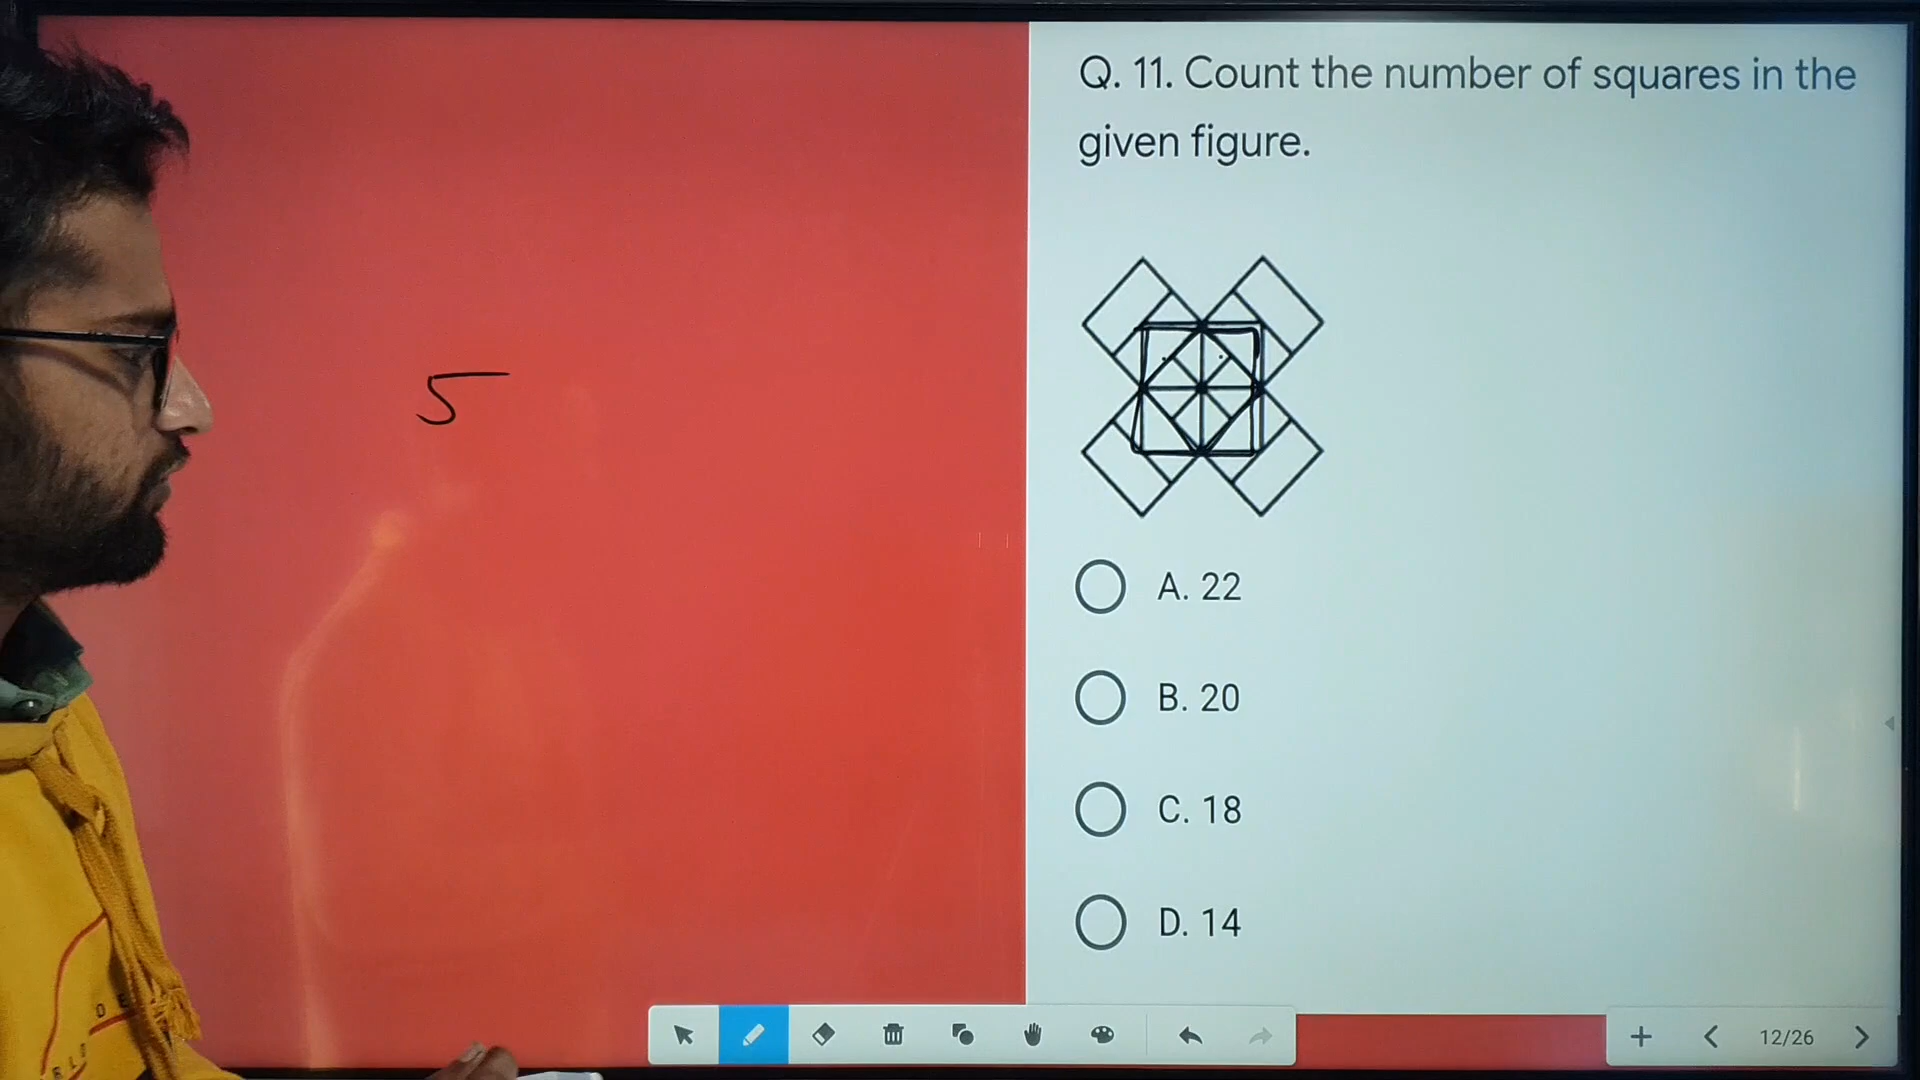 Q. 11. Count the number of squares in the
given figure.
5
A. 22
B. 20
C. 18
D. 14
12/26